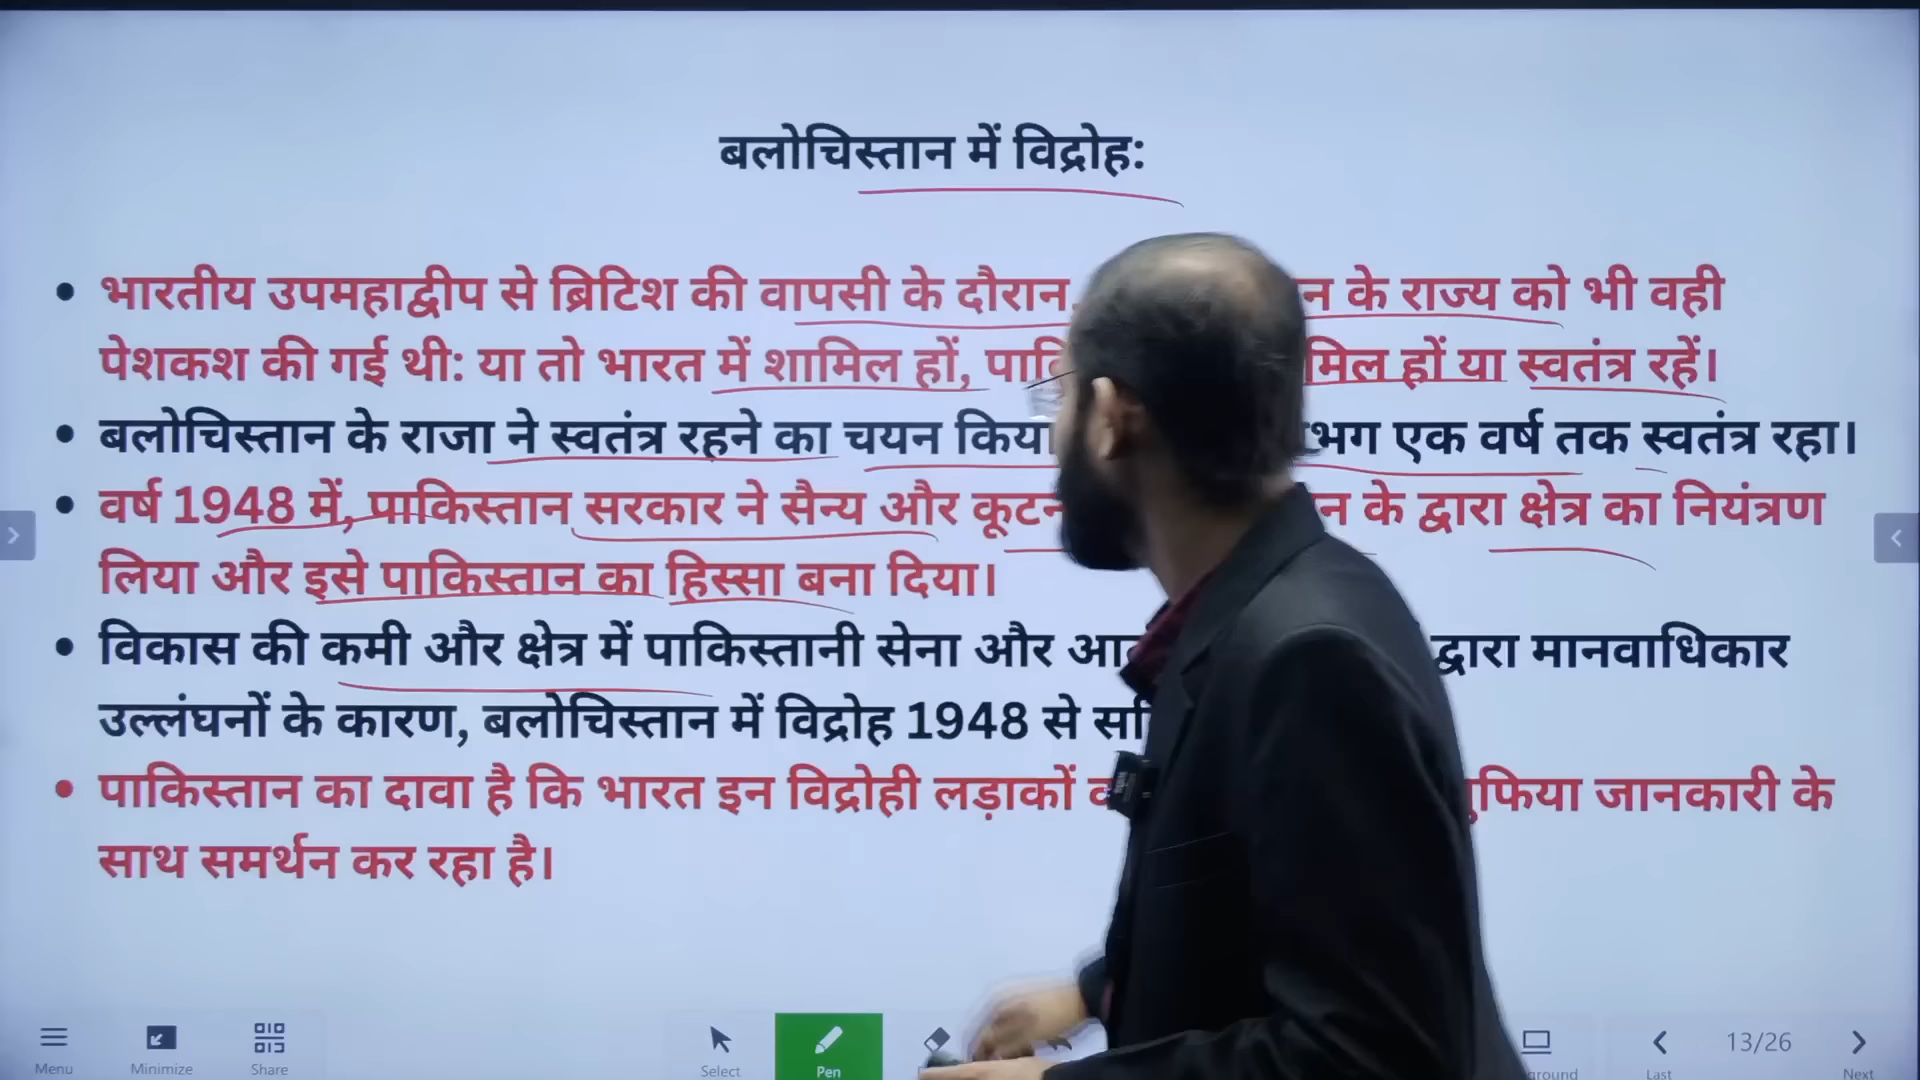 बलोचिस्तान में विद्रोह:
भारतीय उपमहाद्वीप से ब्रिटिश की वापसी के दौरान के राज्य को भी वही
पेशकश की गई थी: या तो भारत में शामिल हों, हों या स्वतंत्र रहें।
बलोचिस्तान के राजा ने स्वतंत्र रहने का चयन एक वर्ष तक स्वतंत्र रहा।
वर्ष 1948 में, पाकिस्तान सरकार ने सैन्य और के द्वारा क्षेत्र का नियंत्रण
लिया और इसे पाकिस्तान का हिस्सा बना दिया।
विकास की कमी और क्षेत्र में पाकिस्तानी सेना और द्वारा मानवाधिकार
उल्लंघनों के कारण, बलोचिस्तान में विद्रोह 1948 से
पाकिस्तान का दावा है कि भारत इन विद्रोही लड़ाकों जानकारी के
साथ समर्थन कर रहा है।
Menu Minimize Share Select Pen Last 13/26 Next